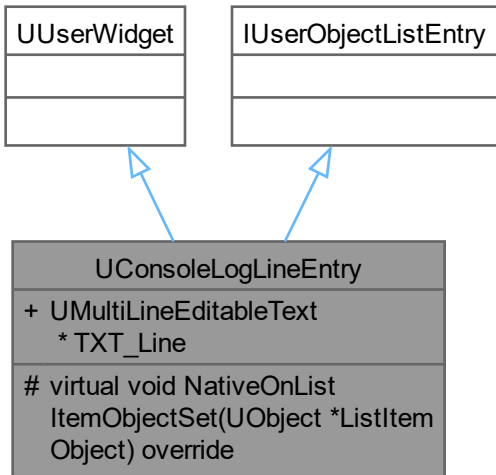 UUserWidget
IUserObjectListEntry
UConsoleLogLineEntry
+ UMultiLineEditableText
* TXT_Line
# virtual void NativeOnList
ItemObjectSet(UObject *ListItem
Object) override